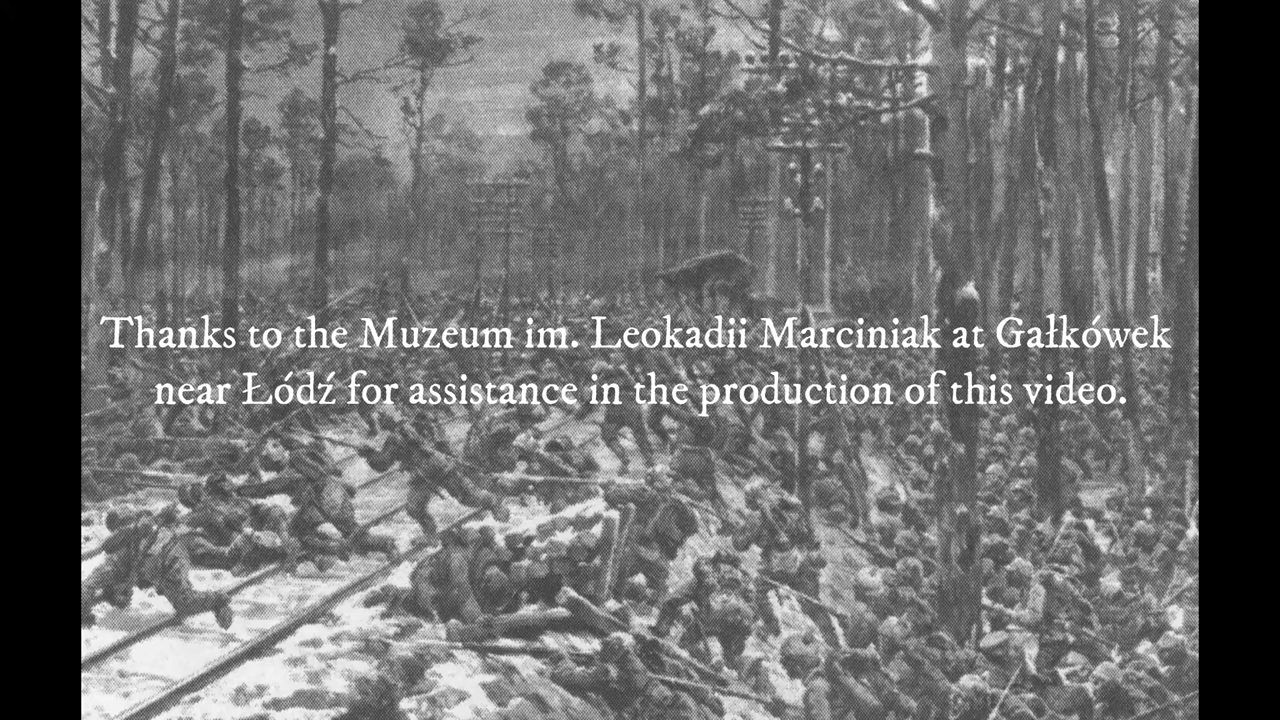 Thanks to the Muzeum im. Leokadii Marciniak at Gałkówek
near Łódź for assistance in the production of this video.